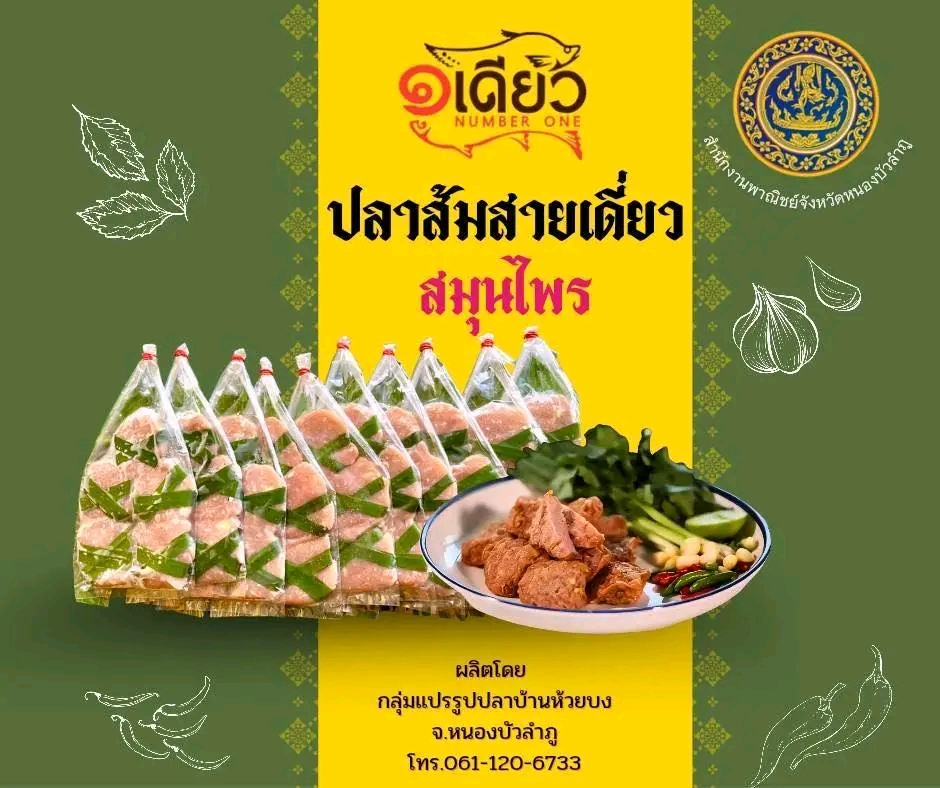 ๑เดียว
NUMBER ONE
สำนักงานพาณิชย์จังหวัดหนองบัวลำภู
ปลาส้มสายเดี่ยว
สมุนไพร
ผลิตโดย
กลุ่มแปรรูปปลาบ้านห้วยบง
จ.หนองบัวลำภู
โทร.061-120-6733